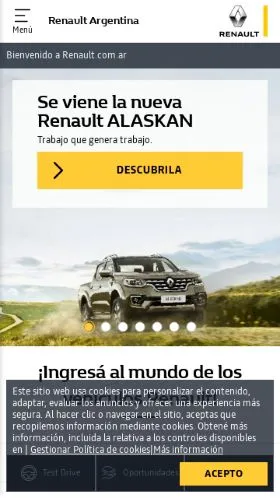 Menú
Renault Argentina
RENAULT
Bienvenido a Renault.com.ar
Se viene la nueva
Renault ALASKAN
Trabajo que genera trabajo.
DESCUBRILA
¡Ingresá al mundo de los
vehículos Renault
Este sitio web usa cookies para personalizar el contenido,
adaptar, evaluar los anuncios y ofrecer una experiencia más
segura. Al hacer clic o navegar en el sitio, aceptas que
recopilemos información mediante cookies. Obtené más
información, incluida la relativa a los controles disponibles
en | Gestionar Política de cookies|Más información
Test Drive
Oportunidades
ACEPTO